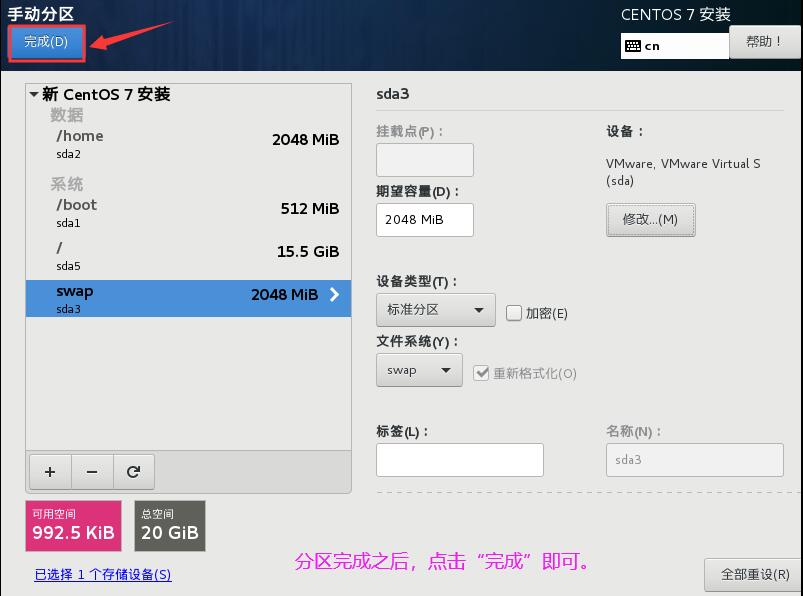 手动分区
完成(D)
CENTOS 7 安装
cn
帮助！
新 CentOS 7 安装
数据
/home
2048 MiB
sda2
系统
/boot
512 MiB
sda1
/
15.5 GiB
sda5
swap
2048 MiB
sda3
sda3
挂载点(P)：
期望容量(D)：
2048 MiB
设备：
VMware, VMware Virtual S
(sda)
修改...(M)
设备类型(T)：
标准分区
加密(E)
文件系统(Y)：
swap
重新格式化(O)
标签(L)：
名称(N)：
sda3
可用空间
992.5 KiB
总空间
20 GiB
分区完成之后，点击“完成”即可。
已选择 1 个存储设备(S)
全部重设(R)